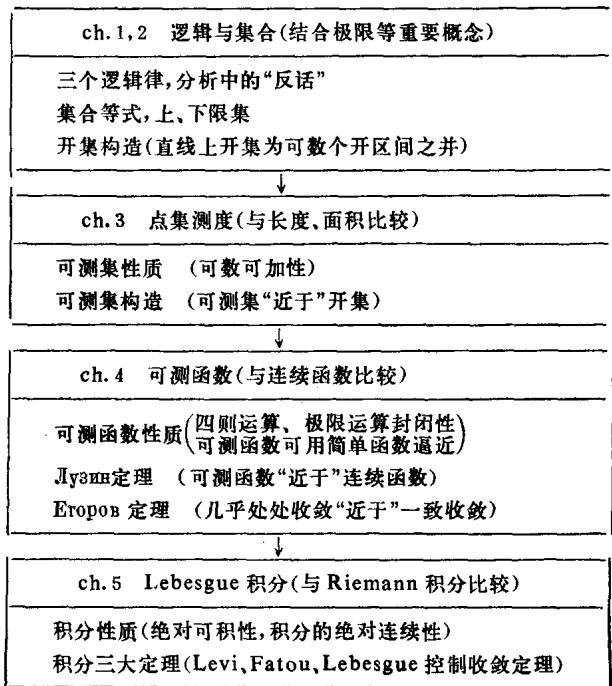 ch.1,2 逻辑与集合(结合极限等重要概念)
三个逻辑律,分析中的“反话”
集合等式,上、下限集
开集构造(直线上开集为可数个开区间之并)
ch.3 点集测度(与长度、面积比较)
可测集性质 (可数可加性)
可测集构造 (可测集“近于”开集)
ch.4 可测函数(与连续函数比较)
可测函数性质(四则运算、极限运算封闭性
可测函数可用简单函数逼近)
Лузин定理 (可测函数“近于”连续函数)
Егоров 定理 (几乎处处收敛“近于”一致收敛)
ch.5 Lebesgue 积分(与 Riemann 积分比较)
积分性质(绝对可积性,积分的绝对连续性)
积分三大定理(Levi、Fatou、Lebesgue 控制收敛定理)